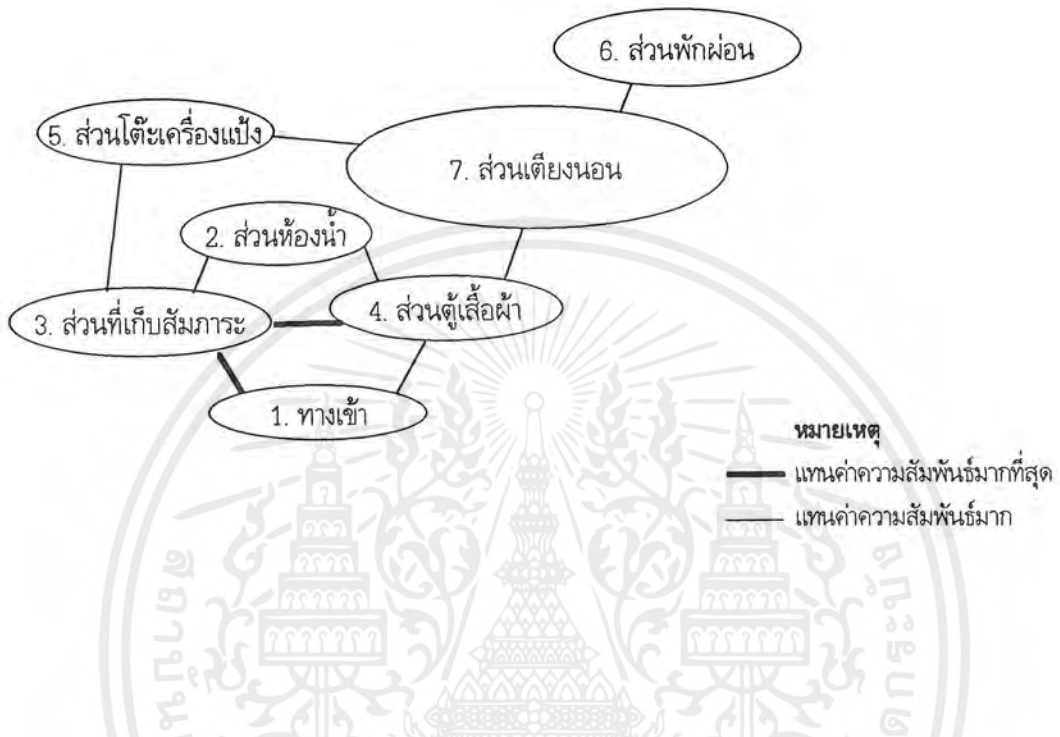 6. ส่วนพักผ่อน
5. ส่วนโต๊ะเครื่องแป้ง
7. ส่วนเตียงนอน
2. ส่วนห้องน้ำ
3. ส่วนที่เก็บสัมภาระ
4. ส่วนตู้เสื้อผ้า
1. ทางเข้า
หมายเหตุ
แทนค่าความสัมพันธ์มากที่สุด
แทนค่าความสัมพันธ์มาก